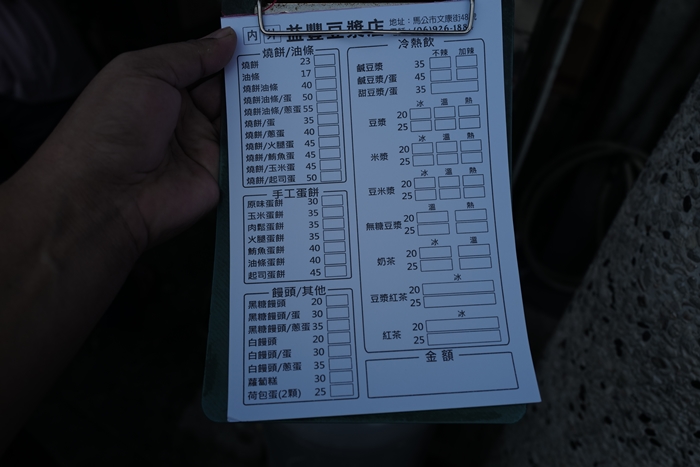 內 外 益豐豆漿店 地址：馬公市文康街
燒餅/油條
燒餅 23
油條 17
燒餅油條 40
燒餅油條/蛋 50
燒餅油條/蔥蛋 55
燒餅/蛋 35
燒餅/蔥蛋 40
燒餅/火腿蛋 45
燒餅/鮪魚蛋 45
燒餅/玉米蛋 45
燒餅/起司蛋 50
手工蛋餅
原味蛋餅 30
玉米蛋餅 35
肉鬆蛋餅 35
火腿蛋餅 35
鮪魚蛋餅 40
油條蛋餅 40
起司蛋餅 45
饅頭/其他
黑糖饅頭 20
黑糖饅頭/蛋 30
黑糖饅頭/蔥蛋 35
白饅頭 20
白饅頭/蛋 30
白饅頭/蔥蛋 35
蘿蔔糕 30
荷包蛋(2顆) 25
冷熱飲
不辣 加辣
鹹豆漿 35
鹹豆漿/蛋 45
甜豆漿/蛋 35
冰 溫 熱
豆漿 20
25
冰 溫 熱
米漿 20
25
冰 溫 熱
豆米漿 20
25
溫 熱
無糖豆漿 20
25
冰 溫
奶茶 20
25
冰
豆漿紅茶 20
25
冰
紅茶 20
25
金額